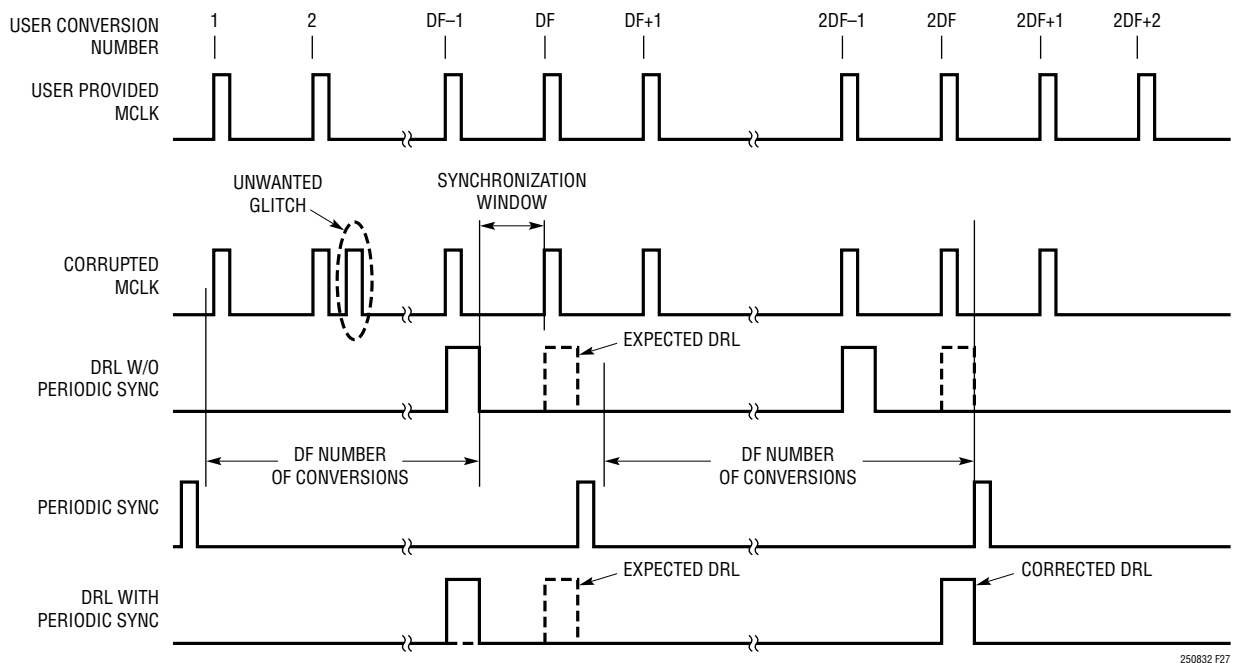 USER CONVERSION
NUMBER
1
2
DF–1
DF
DF+1
2DF–1
2DF
2DF+1
2DF+2
USER PROVIDED
MCLK
UNWANTED
GLITCH
SYNCHRONIZATION
WINDOW
CORRUPTED
MCLK
EXPECTED DRL
DRL W/O
PERIODIC SYNC
DF NUMBER
OF CONVERSIONS
DF NUMBER
OF CONVERSIONS
PERIODIC SYNC
EXPECTED DRL
CORRECTED DRL
DRL WITH
PERIODIC SYNC
250832 F27